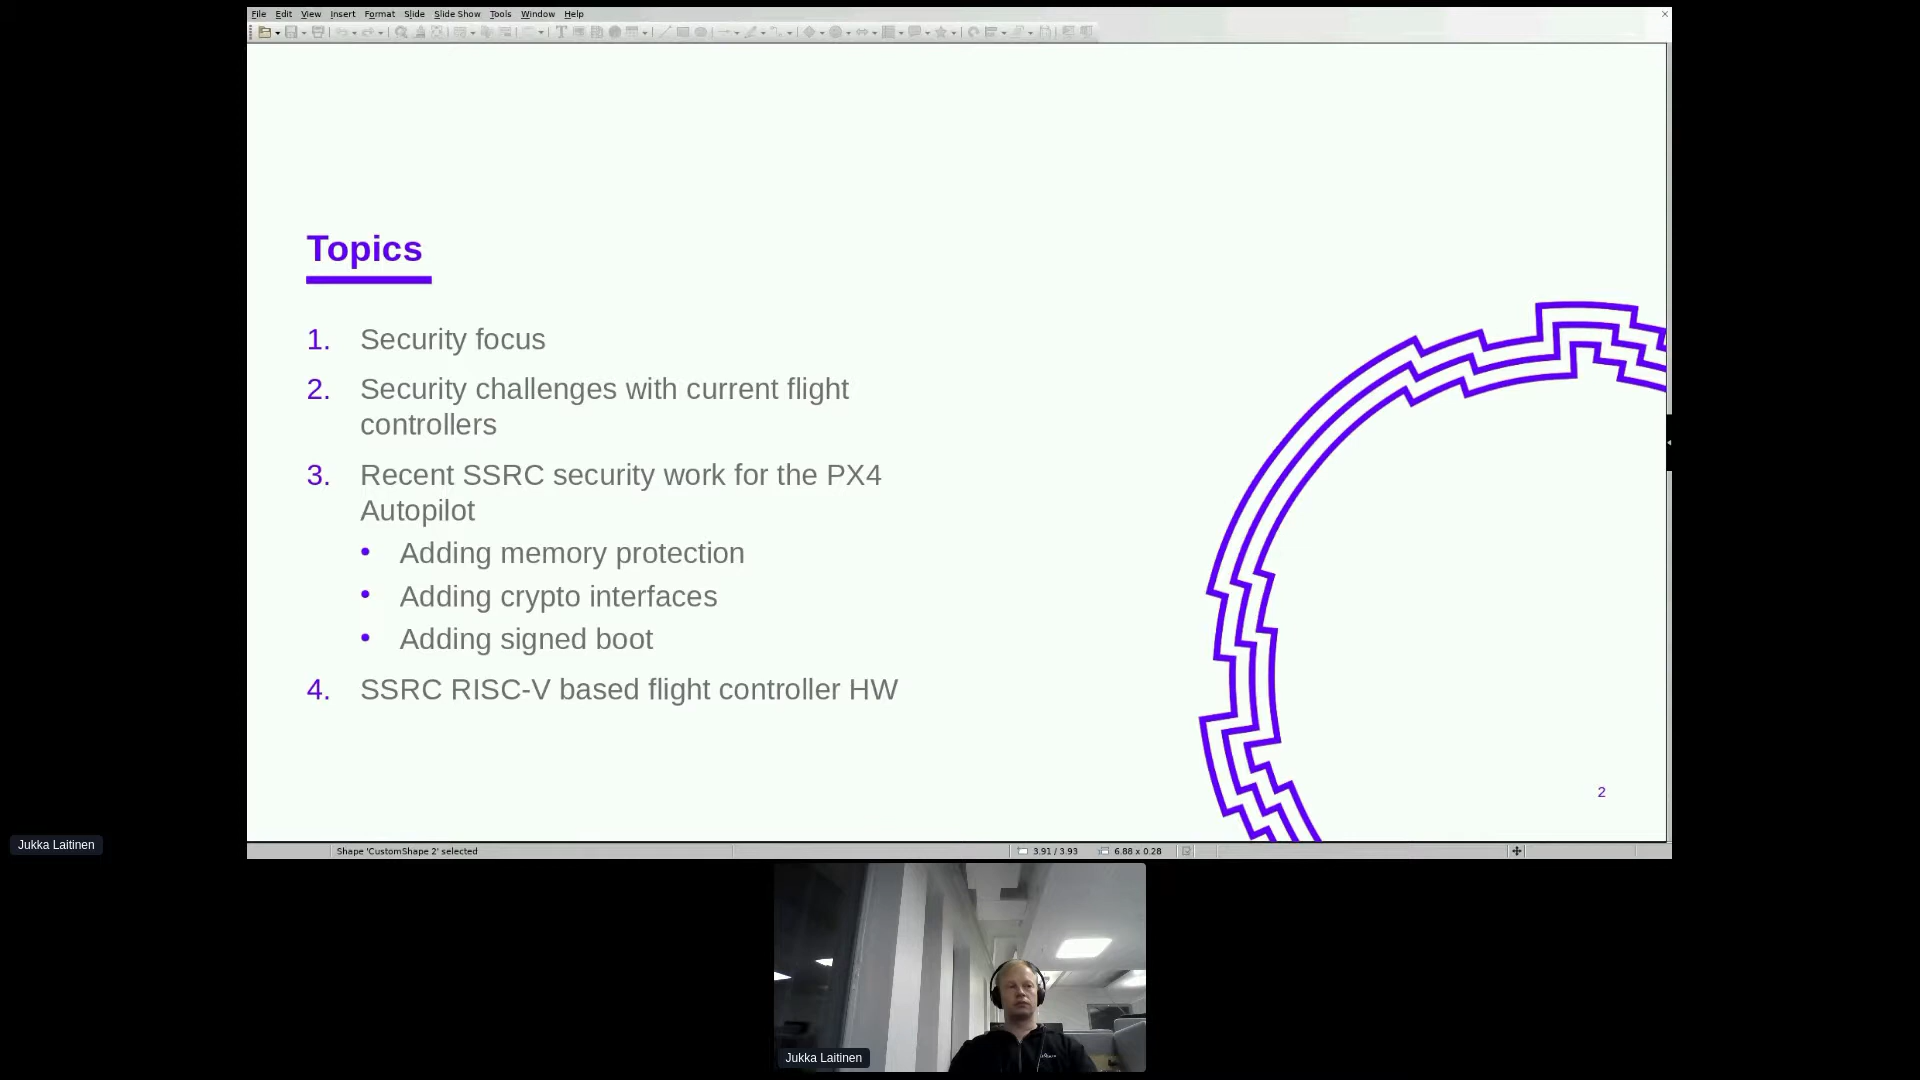 File Edit View Insert Format Slide Slide Show Tools Window Help
Topics
1. Security focus
2. Security challenges with current flight
controllers
3. Recent SSRC security work for the PX4
Autopilot
• Adding memory protection
• Adding crypto interfaces
• Adding signed boot
4. SSRC RISC-V based flight controller HW
2
Jukka Laitinen
Shape 'CustomShape 2' selected
3.91 / 3.93 6.88 x 0.28
Jukka Laitinen